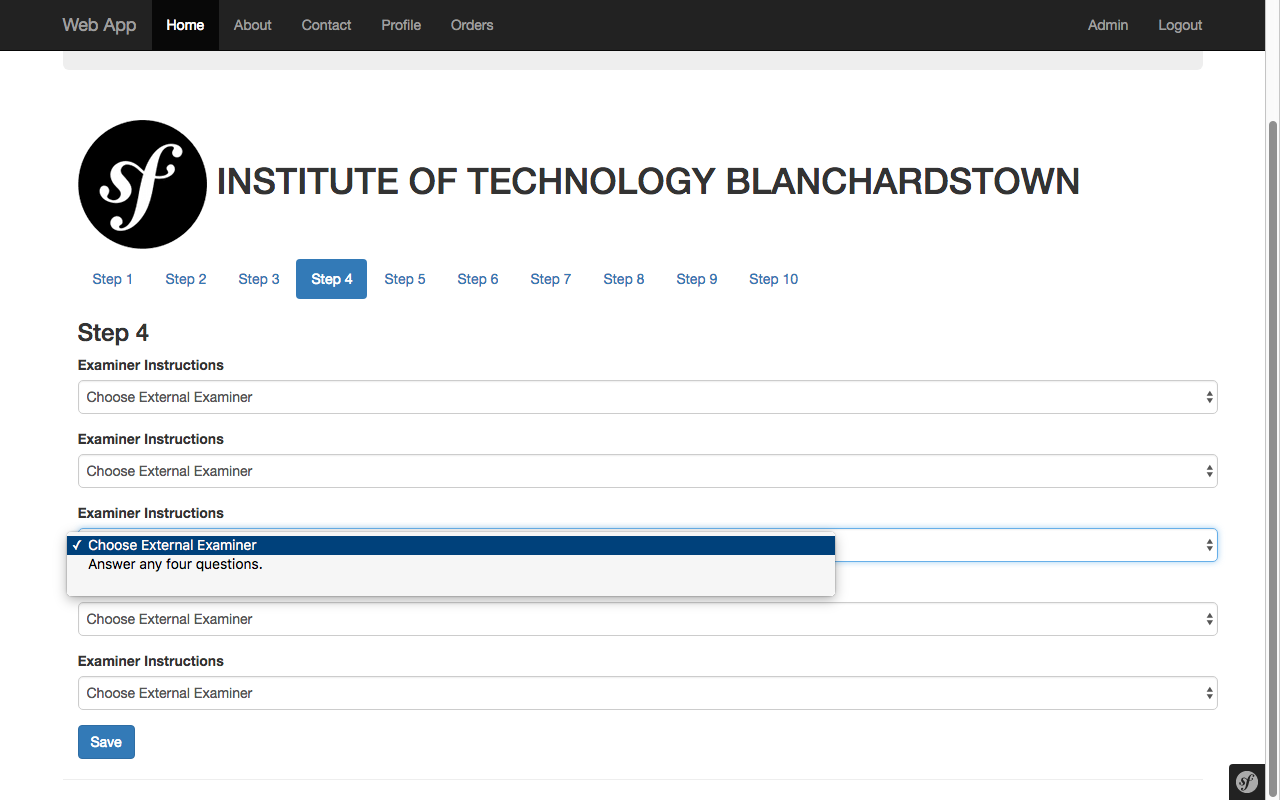 Web App Home About Contact Profile Orders Admin Logout
sf INSTITUTE OF TECHNOLOGY BLANCHARDSTOWN
Step 1 Step 2 Step 3 Step 4 Step 5 Step 6 Step 7 Step 8 Step 9 Step 10
Step 4
Examiner Instructions
Choose External Examiner
Examiner Instructions
Choose External Examiner
Examiner Instructions
✓ Choose External Examiner
Answer any four questions.
Choose External Examiner
Examiner Instructions
Choose External Examiner
Save
sf